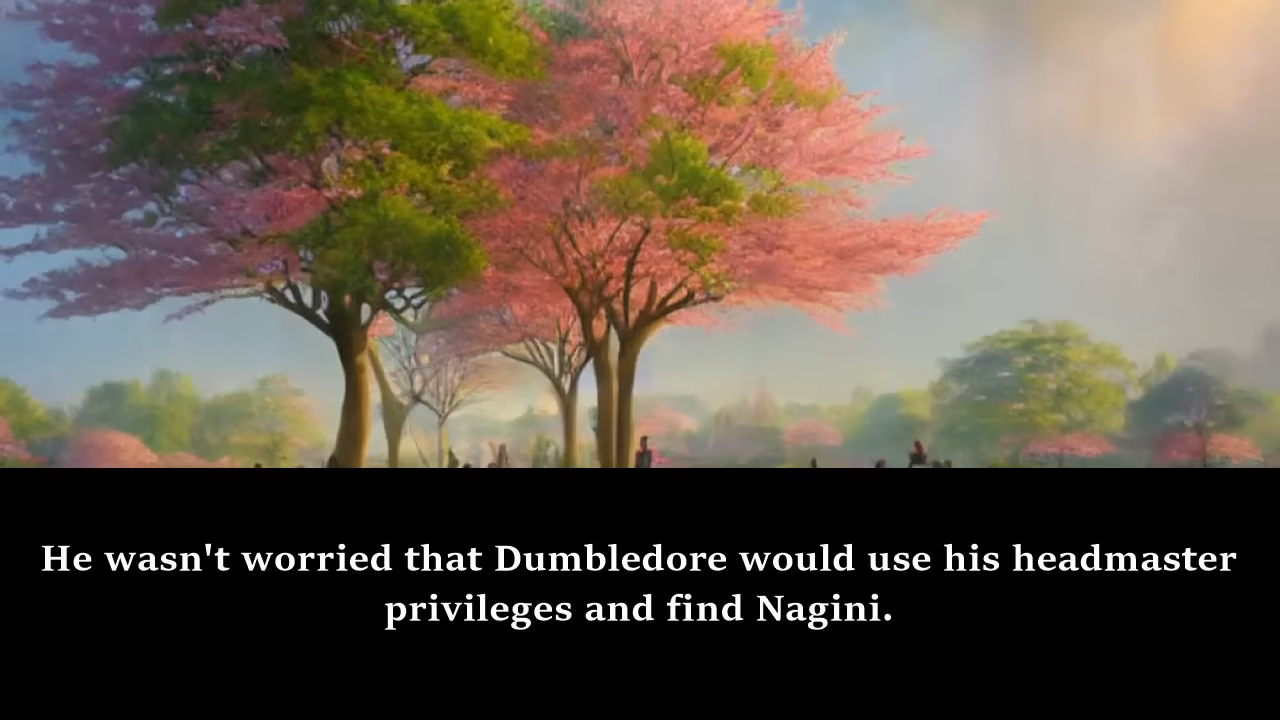 He wasn't worried that Dumbledore would use his headmaster
privileges and find Nagini.